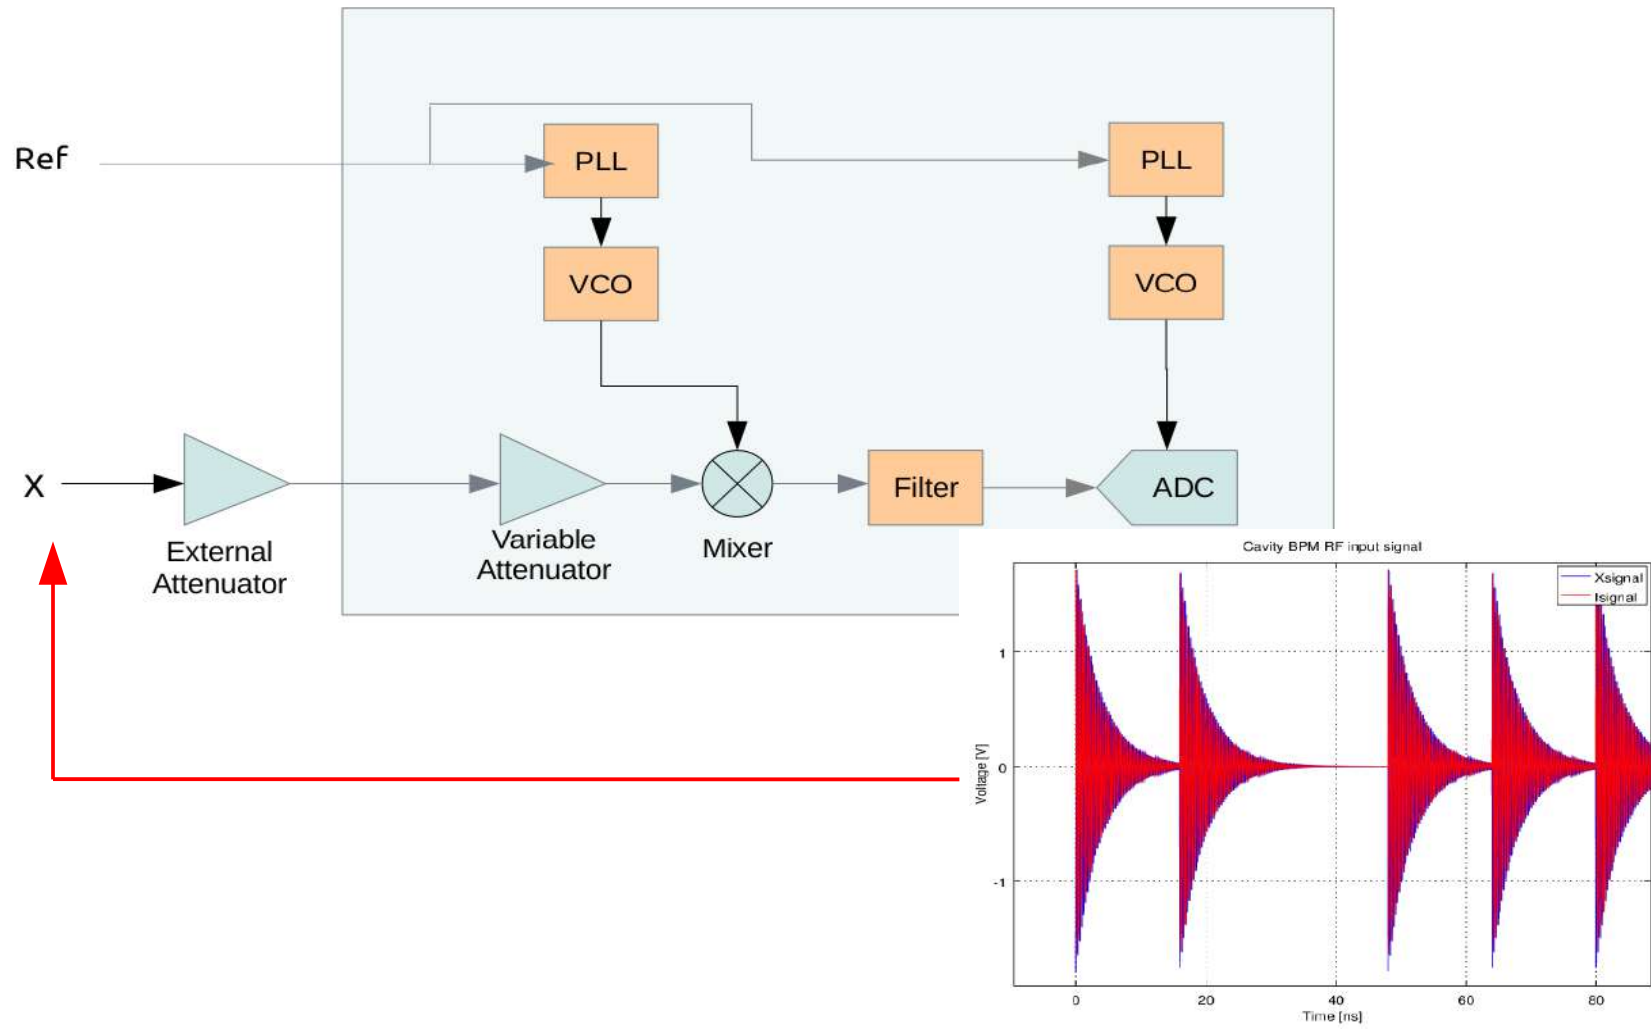 Ref
PLL
PLL
VCO
VCO
X
External
Attenuator
Variable
Attenuator
Mixer
Filter
ADC
Cavity BPM RF input signal
Xsignal
Isignal
Voltage [V]
1
0
-1
0
20
40
60
80
Time [ns]